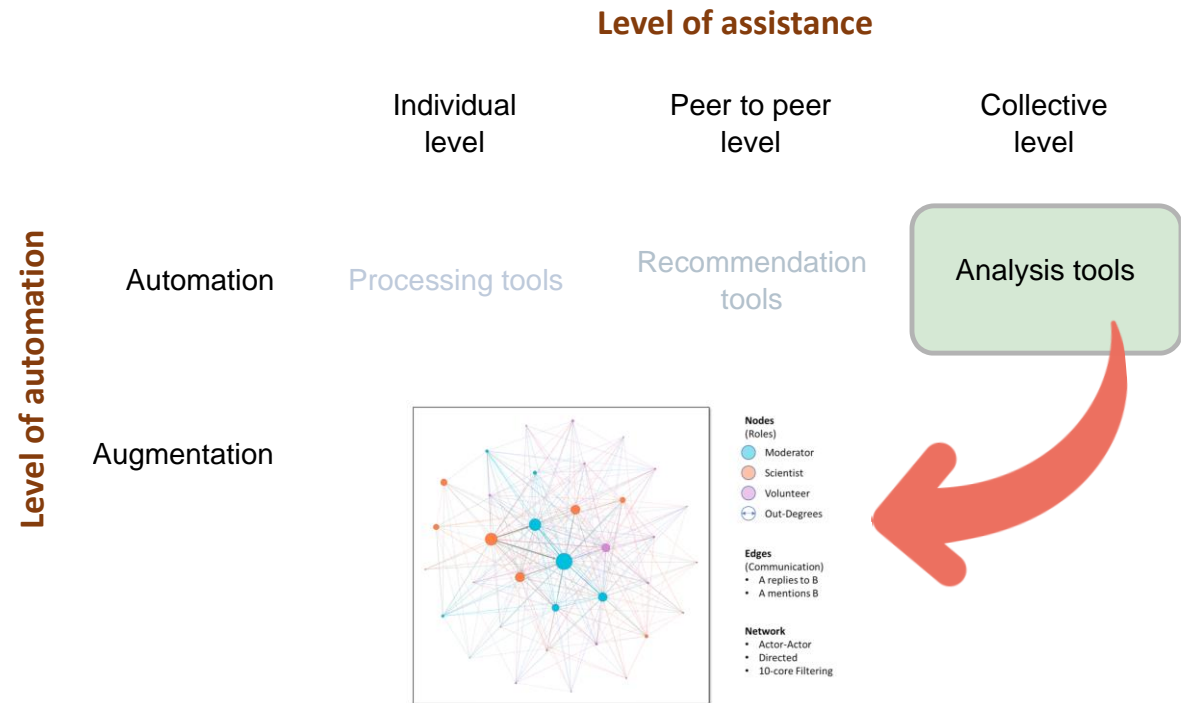 Level of assistance
Individual
level
Peer to peer
level
Collective
level
Level of automation
Automation
Processing tools
Recommendation
tools
Analysis tools
Augmentation
Nodes
(Roles)
Moderator
Scientist
Volunteer
Out-Degrees
Edges
(Communication)
• A replies to B
• A mentions B
Network
• Actor-Actor
• Directed
• 10-core Filtering